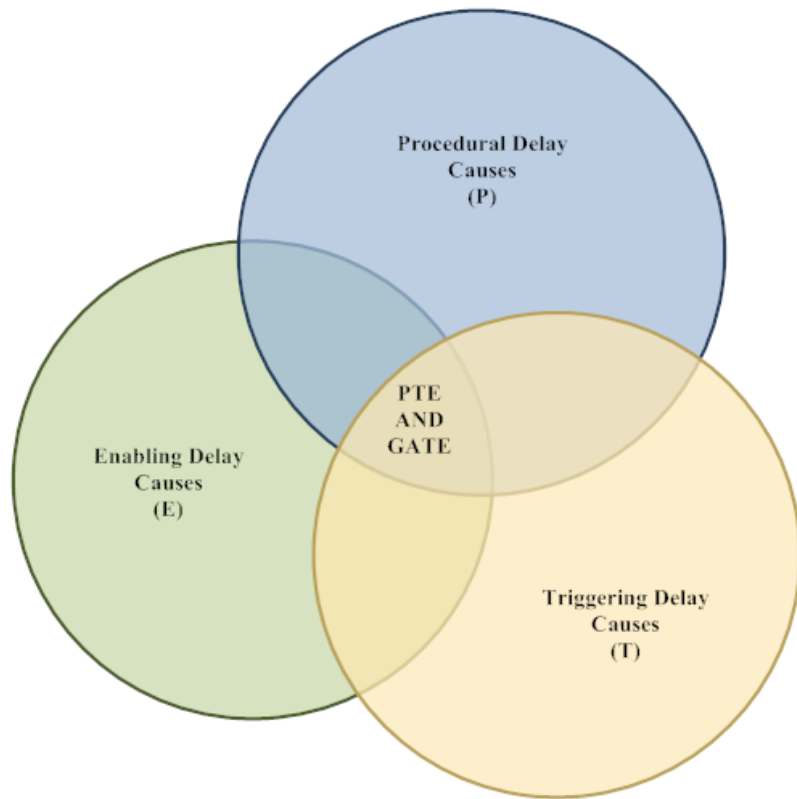 Procedural Delay
Causes
(P)
PTE
AND
GATE
Enabling Delay
Causes
(E)
Triggering Delay
Causes
(T)